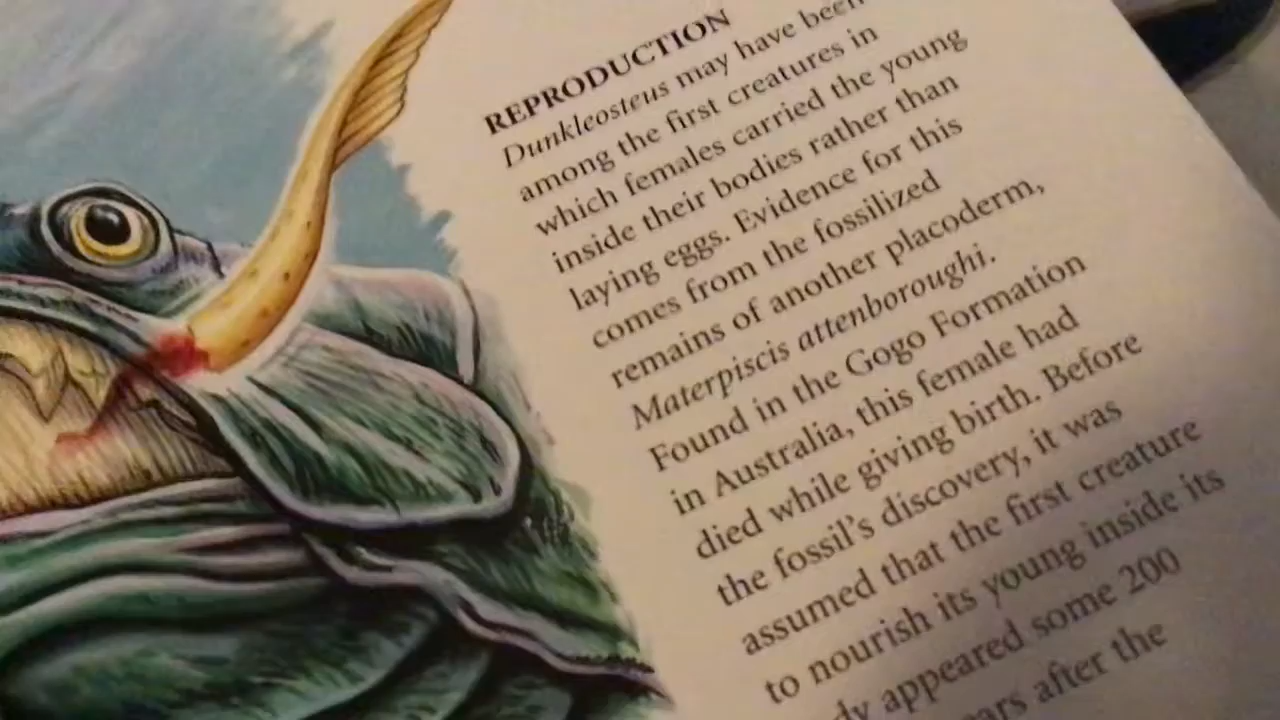 REPRODUCTION
Dunkleosteus may have been
among the first creatures in
which females carried the young
inside their bodies rather than
laying eggs. Evidence for this
comes from the fossilized
remains of another placoderm,
Materpiscis attenboroughi.
Found in the Gogo Formation
in Australia, this female had
died while giving birth. Before
the fossil's discovery, it was
assumed that the first creature
to nourish its young inside its
appeared some 200
after the